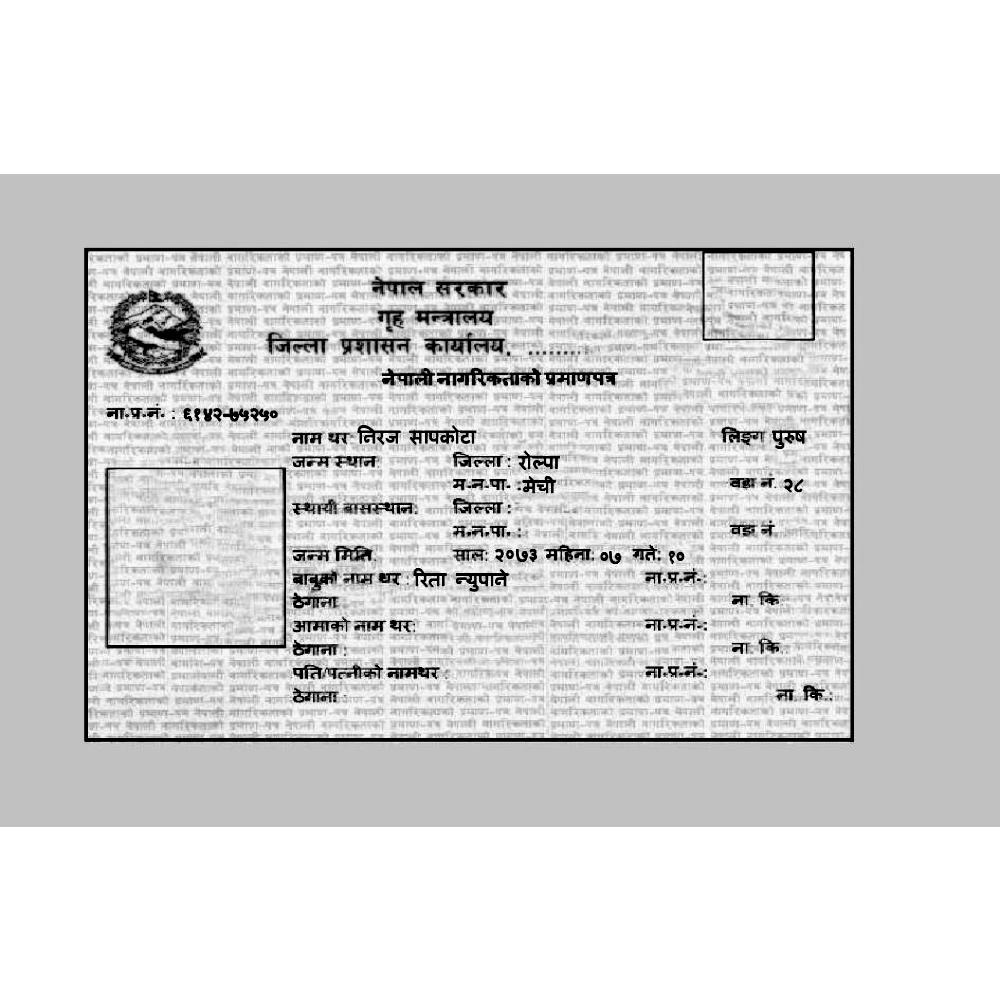 नेपाल सरकार
गृह मन्त्रालय
जिल्ला प्रशासन कार्यालय, .........
नेपाली नागरिकताको प्रमाणपत्र
ना.प्र.नं. : ६१४२-७५२५०
नाम थर: निरज सापकोटा लिङ्ग पुरुष
जन्म स्थान: जिल्ला : रोल्पा
म.न.पा. : मेची वडा नं. २८
स्थायी बासस्थान: जिल्ला :
म.न.पा. : वडा नं.
जन्म मिति: साल: २०७३ महिना: ०७ गते: १०
बाबुको नाम थर : रिता न्युपाते ना.प्र.नं.:
ठेगाना: ना. कि.:
आमाको नाम थर: ना.प्र.नं.:
ठेगाना : ना. कि.:
पति/पत्नीको नामथर : ना.प्र.नं.:
ठेगाना : ना. कि.: